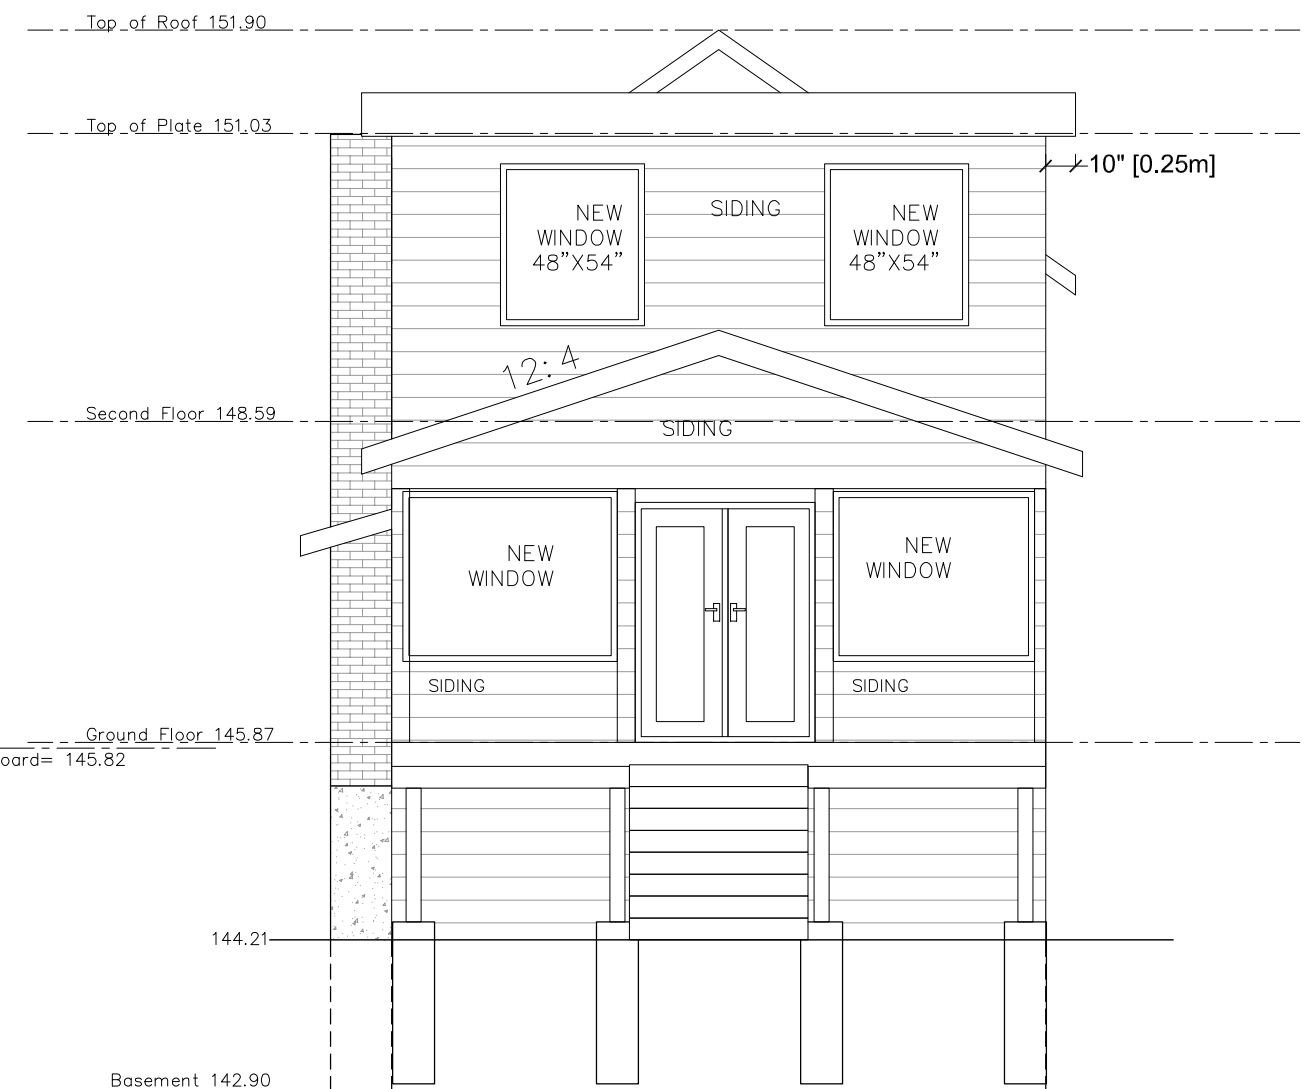 Top of Roof 151.90
Top of Plate 151.03
10" [0.25m]
NEW
WINDOW
48"X54"
SIDING
NEW
WINDOW
48"X54"
12: 4
Second Floor 148.59
SIDING
NEW
WINDOW
NEW
WINDOW
SIDING
SIDING
Ground Floor 145.87
oard= 145.82
144.21
Basement 142.90